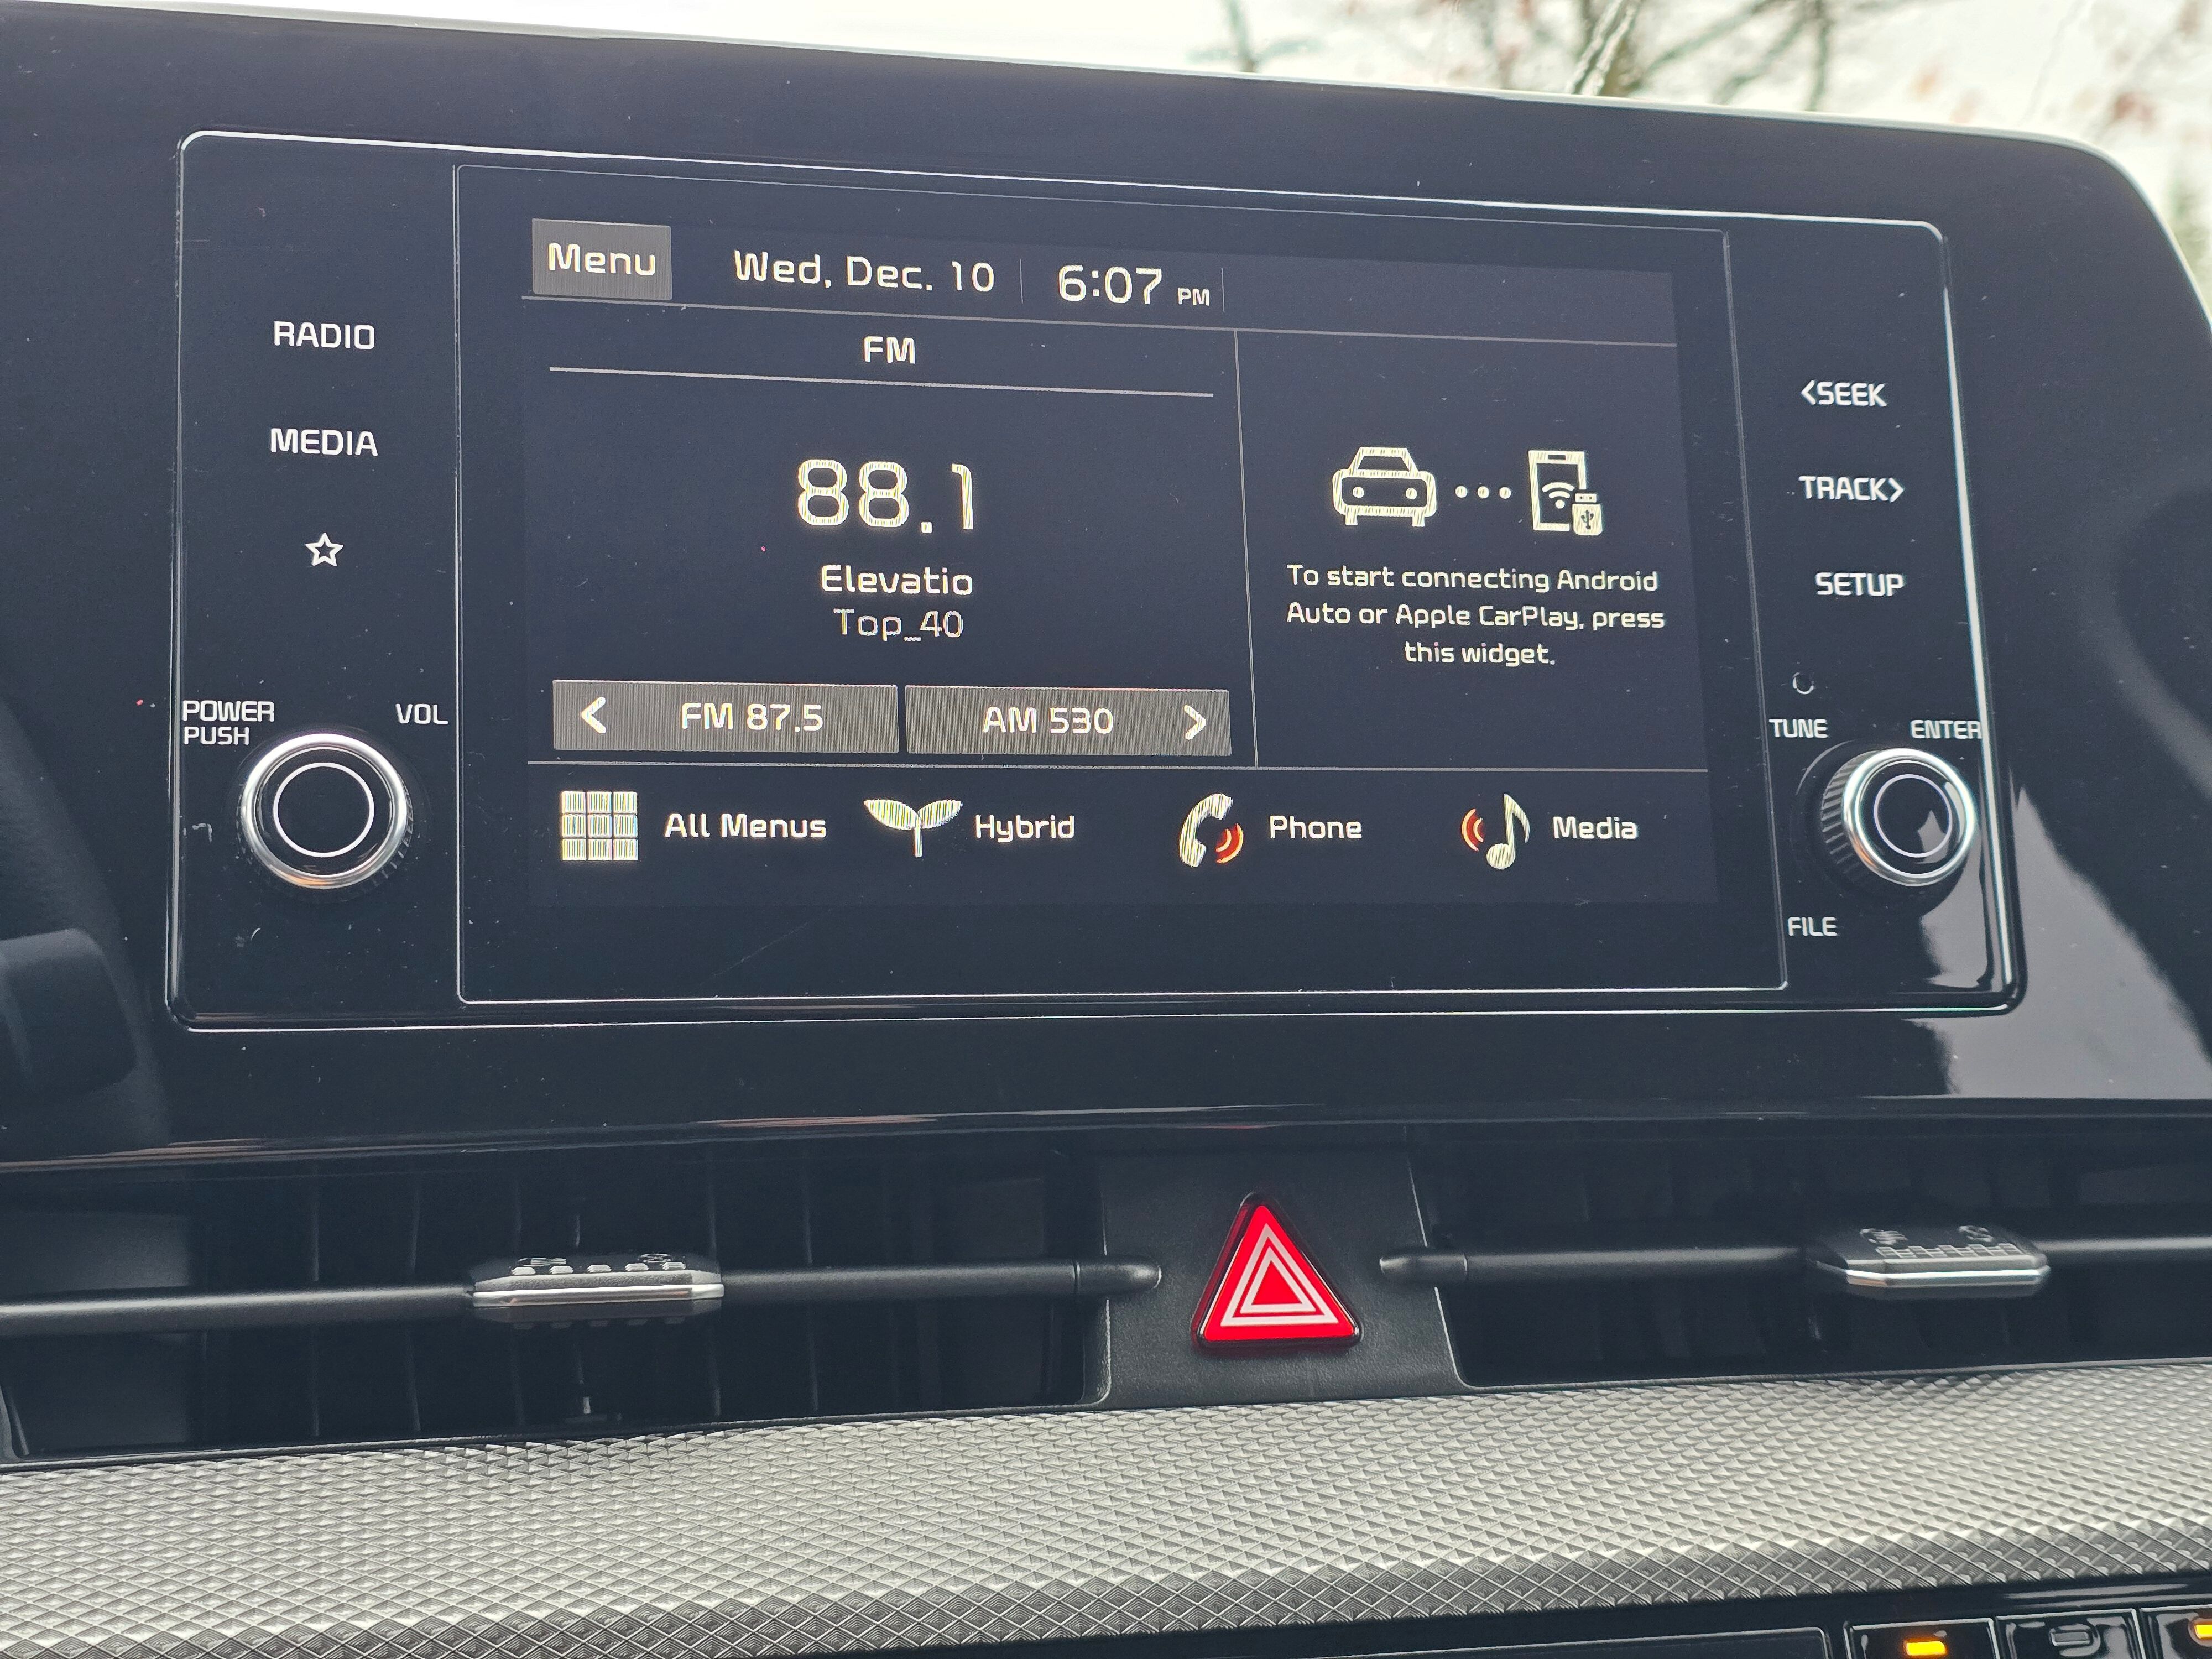 Menu
Wed, Dec. 10
6:07 PM
RADIO
MEDIA
POWER
PUSH
VOL
FM
88.1
Elevatio
Top_40
FM 87.5
AM 530
To start connecting Android
Auto or Apple CarPlay, press
this widget.
All Menus
Hybrid
Phone
Media
<SEEK
TRACK>
SETUP
TUNE
ENTER
FILE